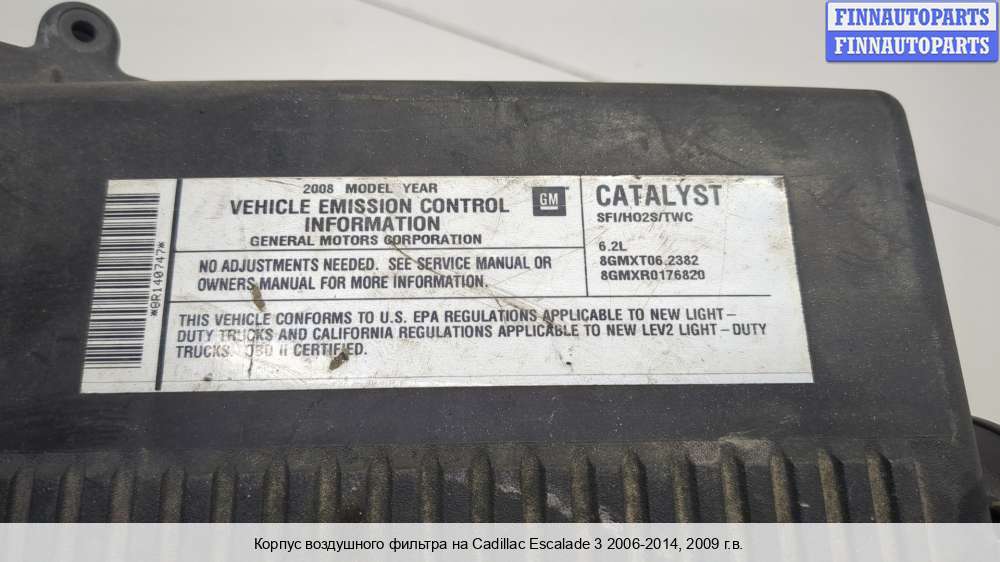 FINNAUTOPARTS
FINNAUTOPARTS
*8R140747*
2008 MODEL YEAR
VEHICLE EMISSION CONTROL
INFORMATION
GENERAL MOTORS CORPORATION
GM
CATALYST
SFI/HO2S/TWC
6.2L
8GMXT06.2382
8GMXR0176820
NO ADJUSTMENTS NEEDED. SEE SERVICE MANUAL OR
OWNERS MANUAL FOR MORE INFORMATION.
THIS VEHICLE CONFORMS TO U.S. EPA REGULATIONS APPLICABLE TO NEW LIGHT-
DUTY TRUCKS AND CALIFORNIA REGULATIONS APPLICABLE TO NEW LEV2 LIGHT-DUTY
TRUCKS. OBD II CERTIFIED.
Корпус воздушного фильтра на Cadillac Escalade 3 2006-2014, 2009 г.в.